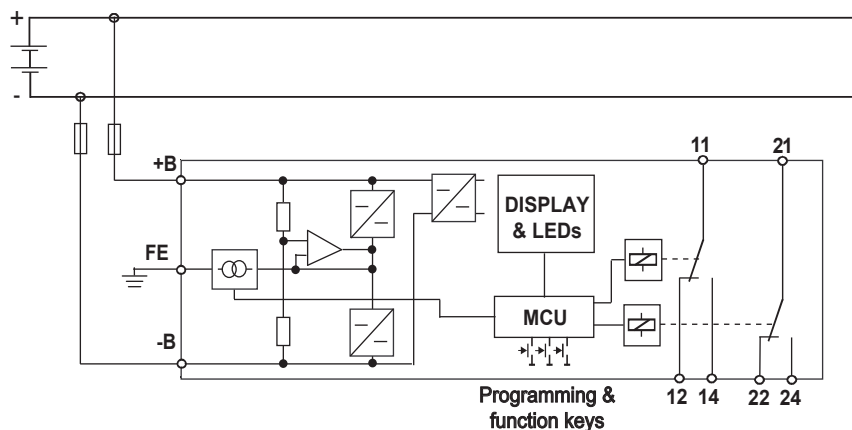 +
-
+B
11
21
DISPLAY
& LEDs
FE
MCU
-B
Programming &
function keys
12
14
22
24